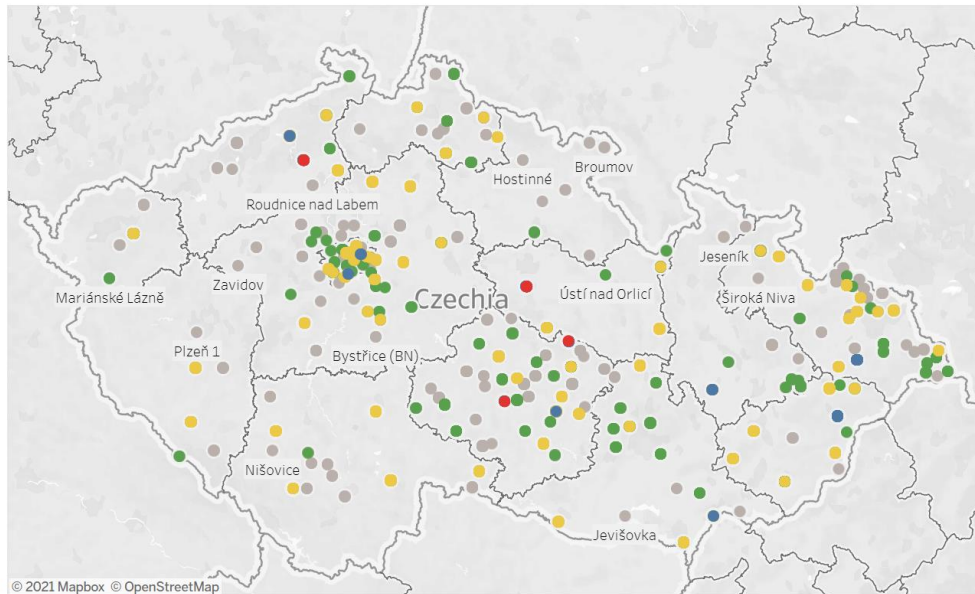 Hostinné
Broumov
Roudnice nad Labem
Jeseník
Mariánské Lázně
Zavidov
Czechia
Ústí nad Orlicí
Široká Niva
Plzeň 1
Bystřice (BN)
Nišovice
Jevišovka
© 2021 Mapbox © OpenStreetMap